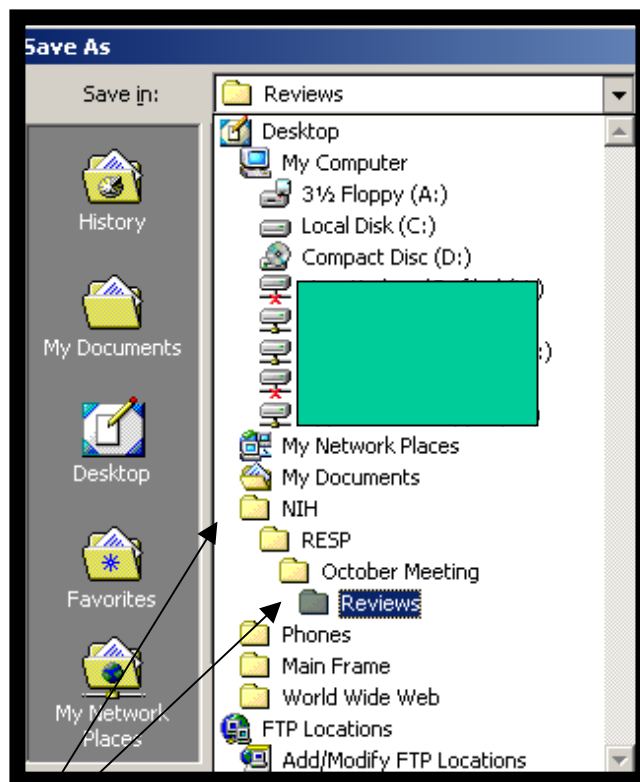 Save As
Save in:
Reviews
History
My Documents
Desktop
Favorites
My Network
Places
Desktop
My Computer
3½ Floppy (A:)
Local Disk (C:)
Compact Disc (D:)
:)
My Network Places
My Documents
NIH
RESP
October Meeting
Reviews
Phones
Main Frame
World Wide Web
FTP Locations
Add/Modify FTP Locations